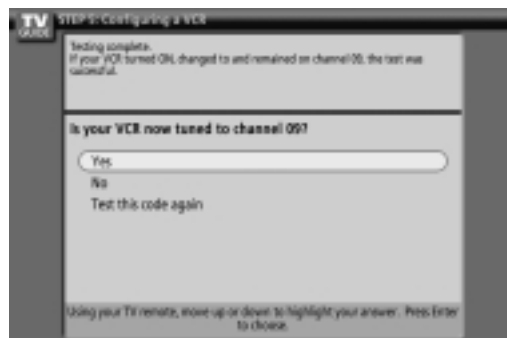 TV
GUIDE
STEP 5: Configuring a VCR
Testing complete.
If your VCR turned ON, changed to and remained on channel 09, the test was
successful.
Is your VCR now tuned to channel 09?
Yes
No
Test this code again
Using your TV remote, move up or down to highlight your answer. Press Enter
to choose.